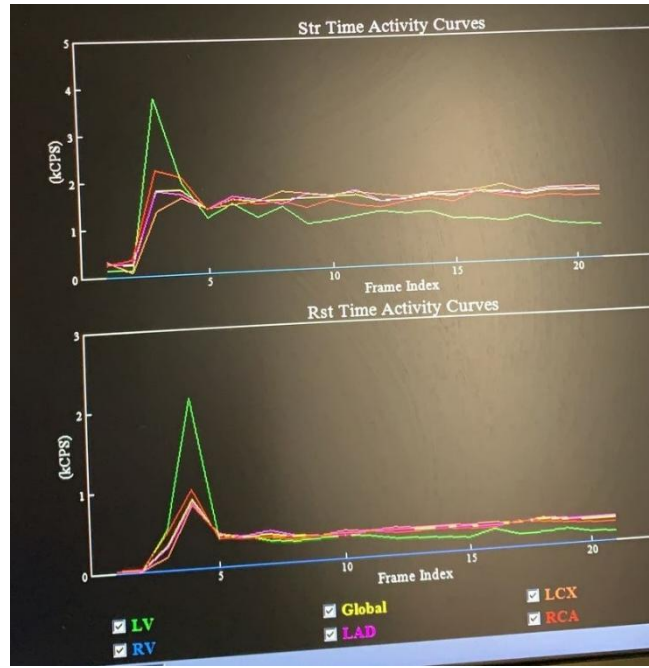 Str Time Activity Curves
5
4
3
2
1
0
(kCPS)
5
10
15
20
Frame Index
Rst Time Activity Curves
3
2
1
0
(kCPS)
5
10
15
20
Frame Index
LV
Global
LCX
RV
LAD
RCA